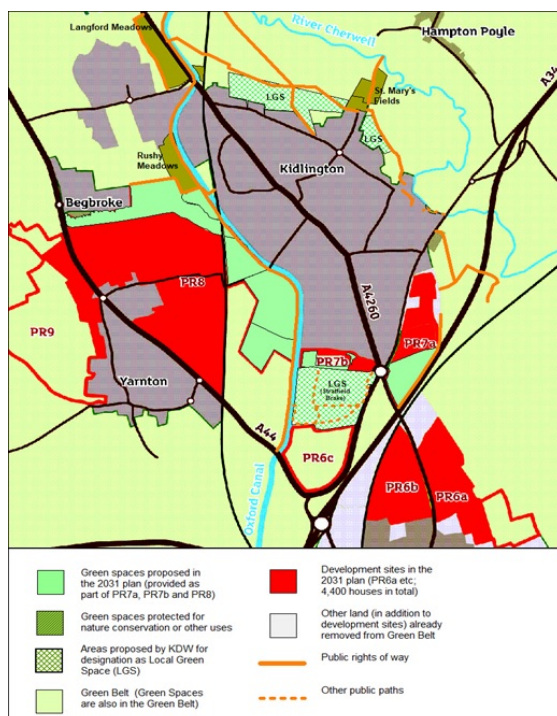 Langford Meadows
River Cherwell
Hampton Poyle
A34
LGS
St. Mary's
Fields
LGS
Rushy
Meadows
Kidlington
Begbroke
PR8
A4260
PR9
PR7a
PR7b
Yarnton
LGS
(Stratfield
Brake)
A44
PR6c
PR6b
PR6a
Oxford Canal
Green spaces proposed in
the 2031 plan (provided as
part of PR7a, PR7b and PR8)
Green spaces protected for
nature conservation or other uses
Areas proposed by KDW for
designation as Local Green
Space (LGS)
Green Belt (Green Spaces
are also in the Green Belt)
Development sites in the
2031 plan (PR6a etc;
4,400 houses in total)
Other land (in addition to
development sites) already
removed from Green Belt
Public rights of way
Other public paths